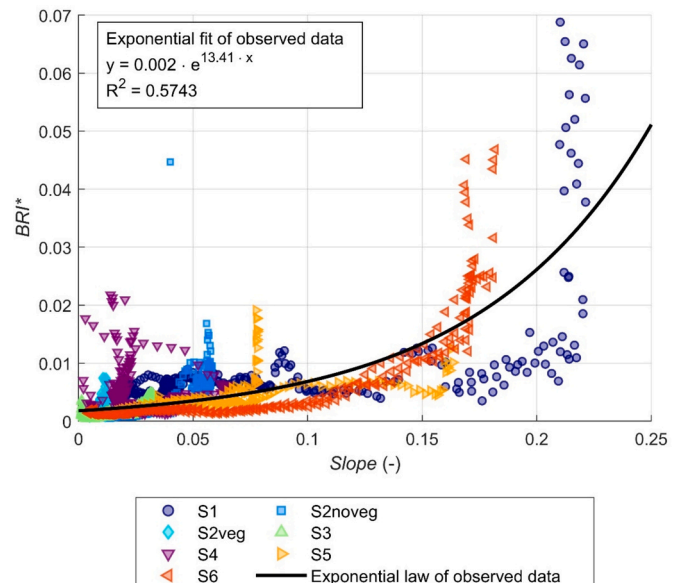 0.07
0.06
0.05
0.04
0.03
0.02
0.01
0
BRI*
Exponential fit of observed data
y = 0.002 · e^13.41 · x
R^2 = 0.5743
0 0.05 0.1 0.15 0.2 0.25
Slope (-)
S1 S2noveg
S2veg S3
S4 S5
S6 Exponential law of observed data